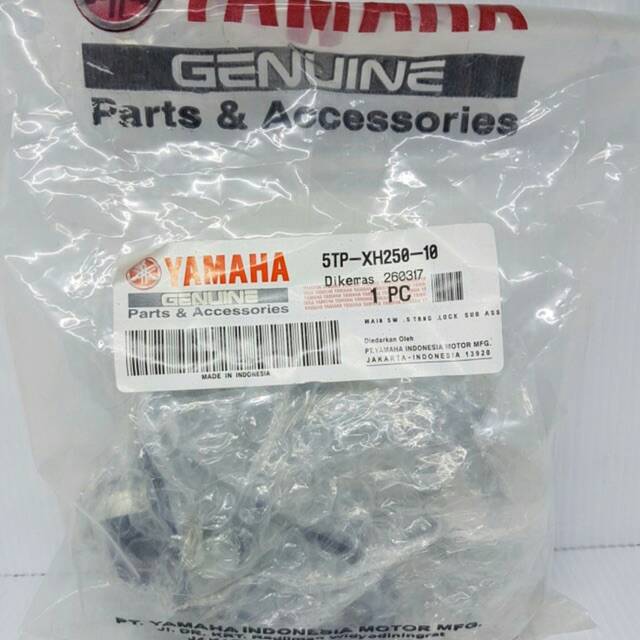 YAMAHA
GENUINE
Parts & Accessories
YAMAHA
GENUINE
Parts & Accessories
MADE IN INDONESIA
5TP-XH250-10
Dikemas 260317
1 PC
MAIN SW. STRNG LOCK SUB ASS
Diedarkan Oleh
PT.YAMAHA INDONESIA MOTOR MFG.
JAKARTA-INDONESIA 13920
PT. YAMAHA INDONESIA MOTOR MFG.